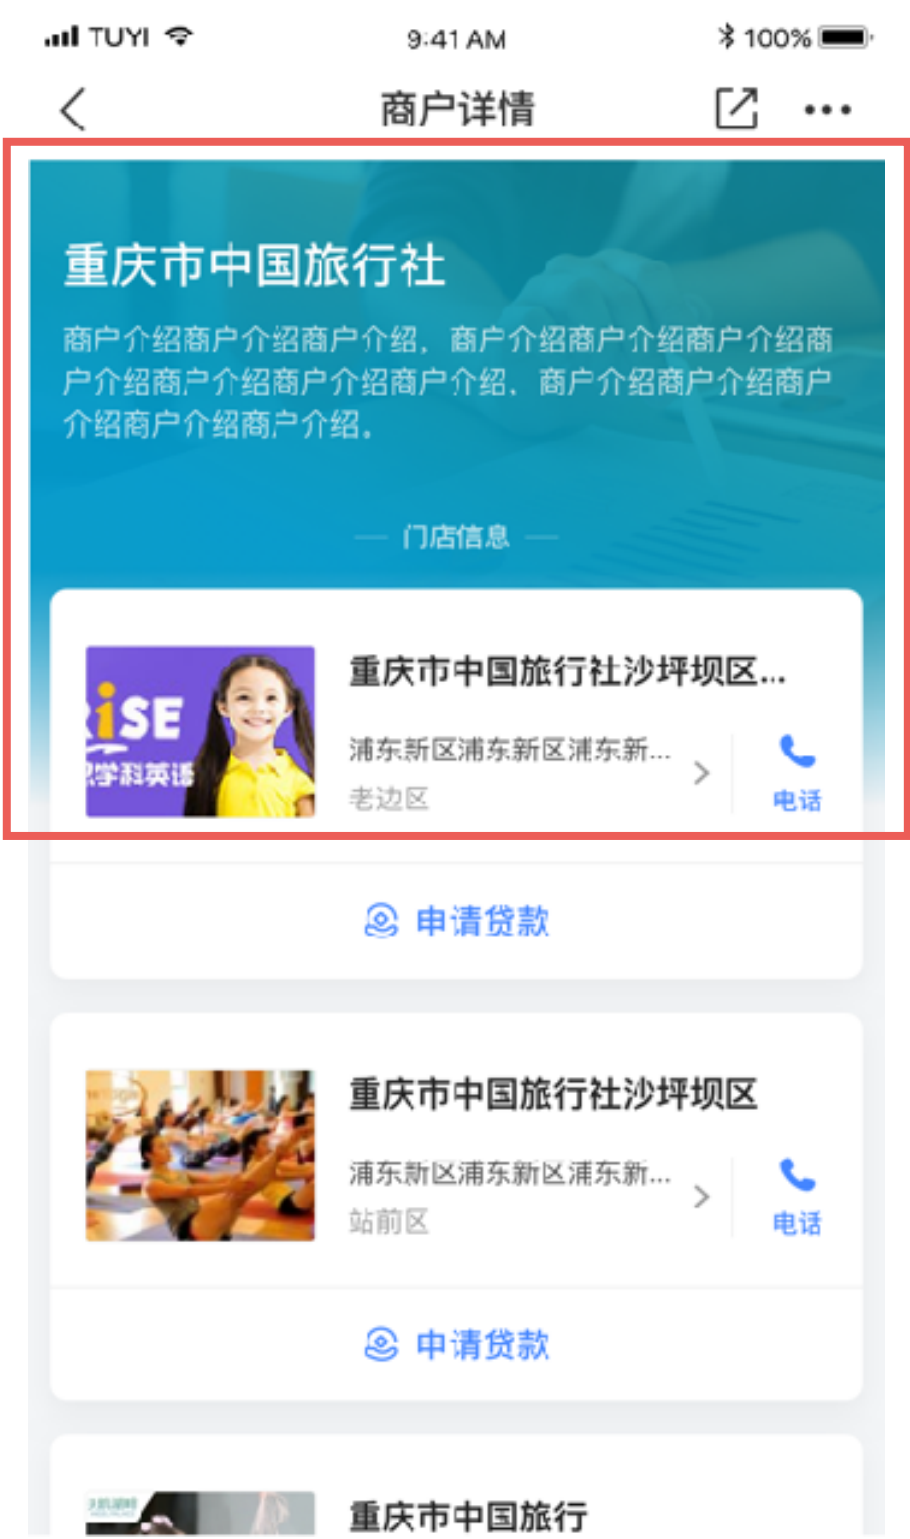 TUYI
9:41 AM
100%
商户详情
重庆市中国旅行社
商户介绍商户介绍商户介绍，商户介绍商户介绍商户介绍商
户介绍商户介绍商户介绍商户介绍，商户介绍商户介绍商户
介绍商户介绍商户介绍。
门店信息
RiSE
学科英语
重庆市中国旅行社沙坪坝区...
浦东新区浦东新区浦东新...
老边区
电话
申请贷款
重庆市中国旅行社沙坪坝区
浦东新区浦东新区浦东新...
站前区
电话
申请贷款
重庆市中国旅行